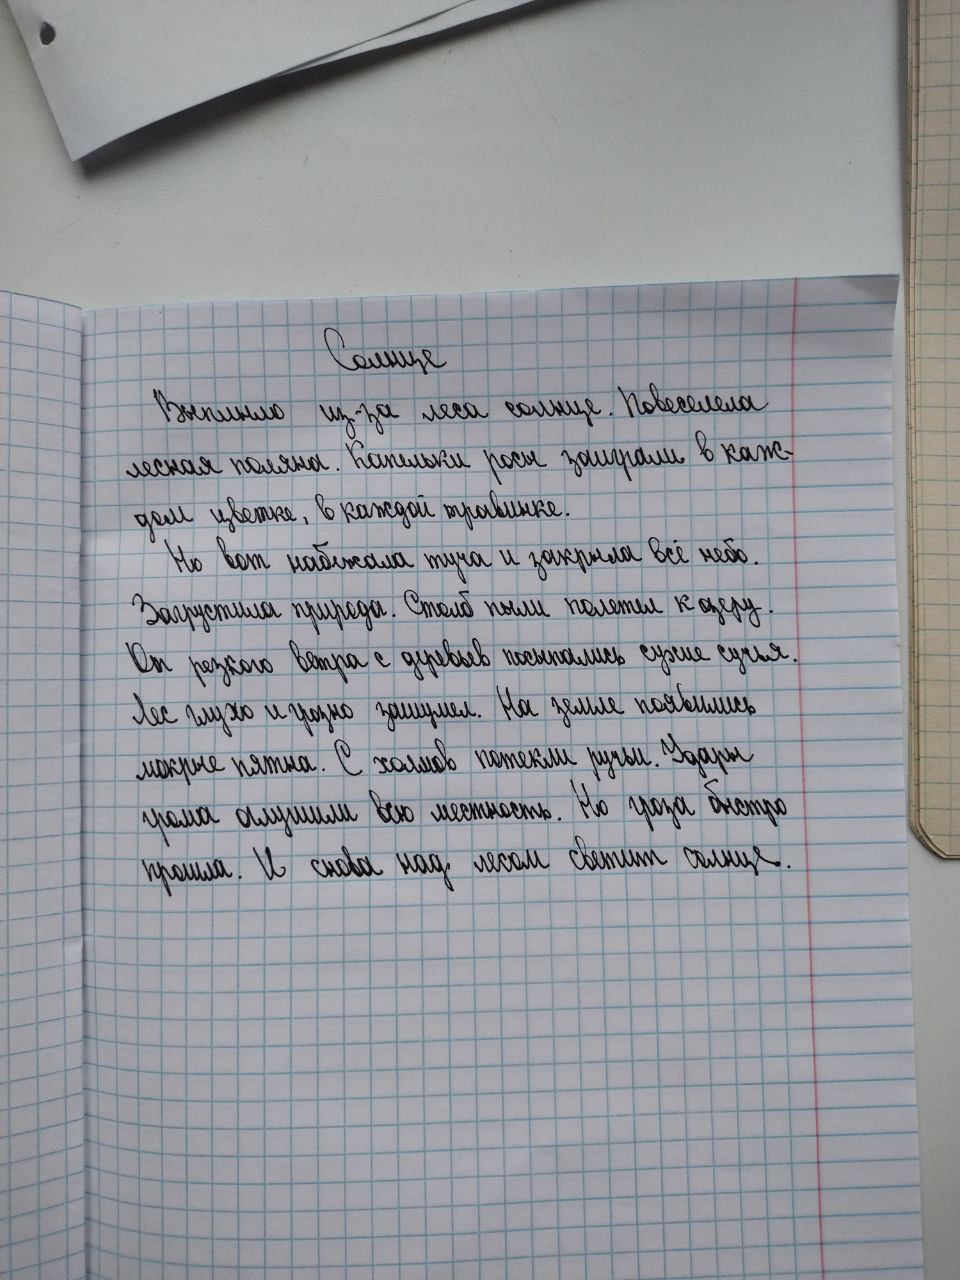 Солнце
Выплыло из-за леса солнце. Повеселела
лесная поляна. Капельки росы заиграли в каж-
дом цветке, в каждой травинке.
Но вот набежала туча и закрыла всё небо.
Загрустила природа. Столб пыли полетел к озеру.
От резкого ветра с деревьев посыпались сухие сучья.
Лес глухо и грозно зашумел. На земле появились
мокрые пятна. С холмов потекли ручьи. Удары
грома оглушили всю местность. Но гроза быстро
прошла. И снова над лесом светит солнце.